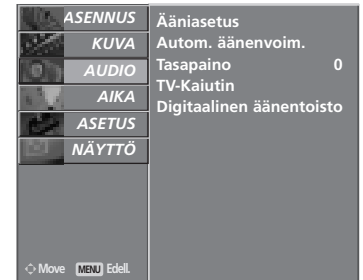 ASENNUS
KUVA
AUDIO
AIKA
ASETUS
NÄYTTÖ
Ääniasetus
Autom. äänenvoim.
Tasapaino 0
TV-Kaiutin
Digitaalinen äänentoisto
Move MENU Edell.